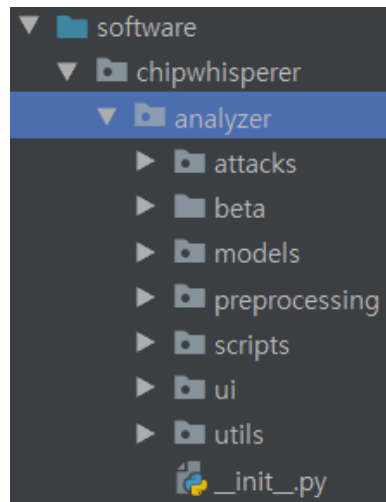 software
chipwhisperer
analyzer
attacks
beta
models
preprocessing
scripts
ui
utils
__init__.py